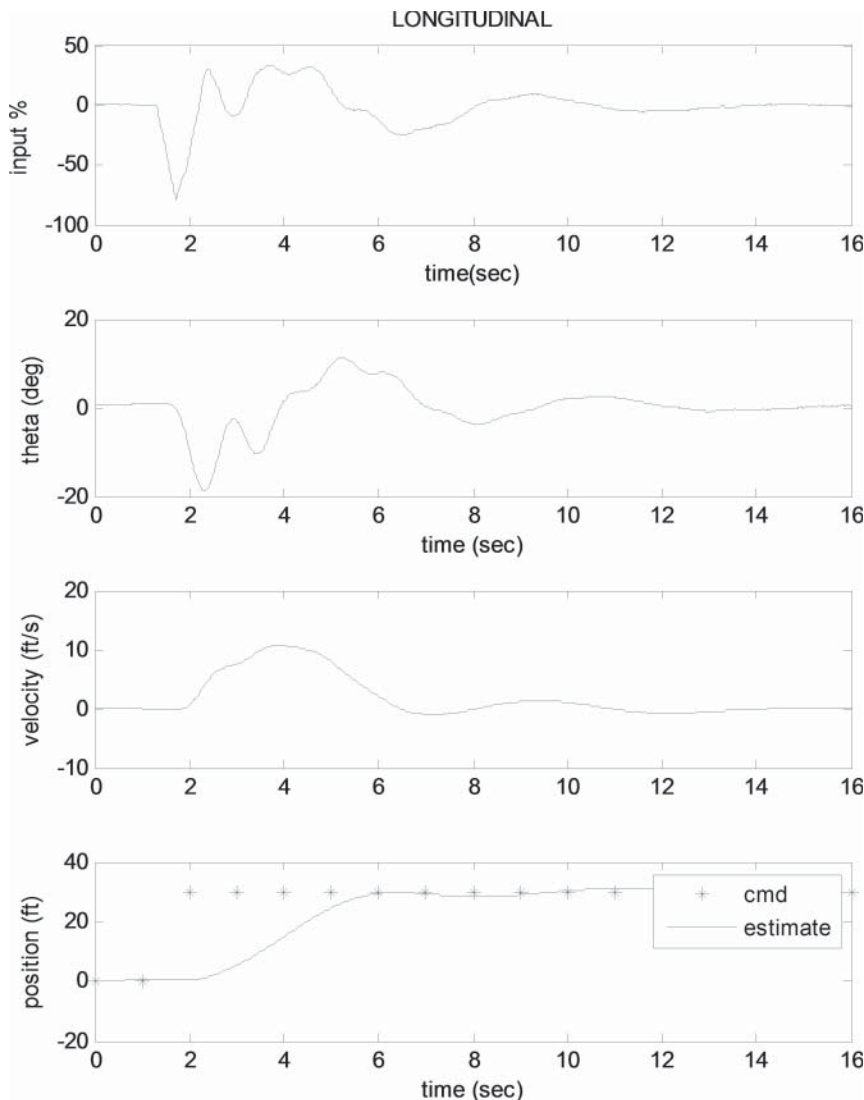 LONGITUDINAL
50
0
-50
-100
input %
0 2 4 6 8 10 12 14 16
time(sec)
20
0
-20
theta (deg)
0 2 4 6 8 10 12 14 16
time (sec)
20
10
0
-10
velocity (ft/s)
0 2 4 6 8 10 12 14 16
40
20
0
-20
position (ft)
cmd
estimate
0 2 4 6 8 10 12 14 16
time (sec)